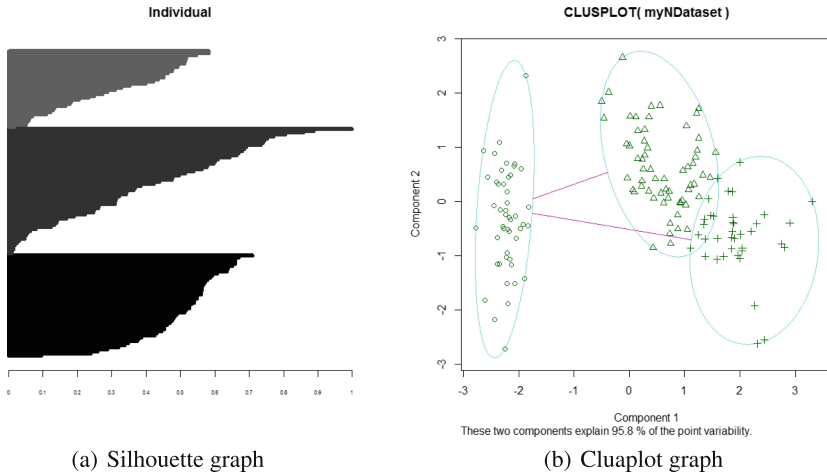 Individual
0 0.1 0.2 0.3 0.4 0.5 0.6 0.7 0.8 0.9 1
(a) Silhouette graph
CLUSPLOT( myNDataset )
Component 2
3
2
1
0
-1
-2
-3
-3 -2 -1 0 1 2 3
Component 1
These two components explain 95.8 % of the point variability.
(b) Cluaplot graph